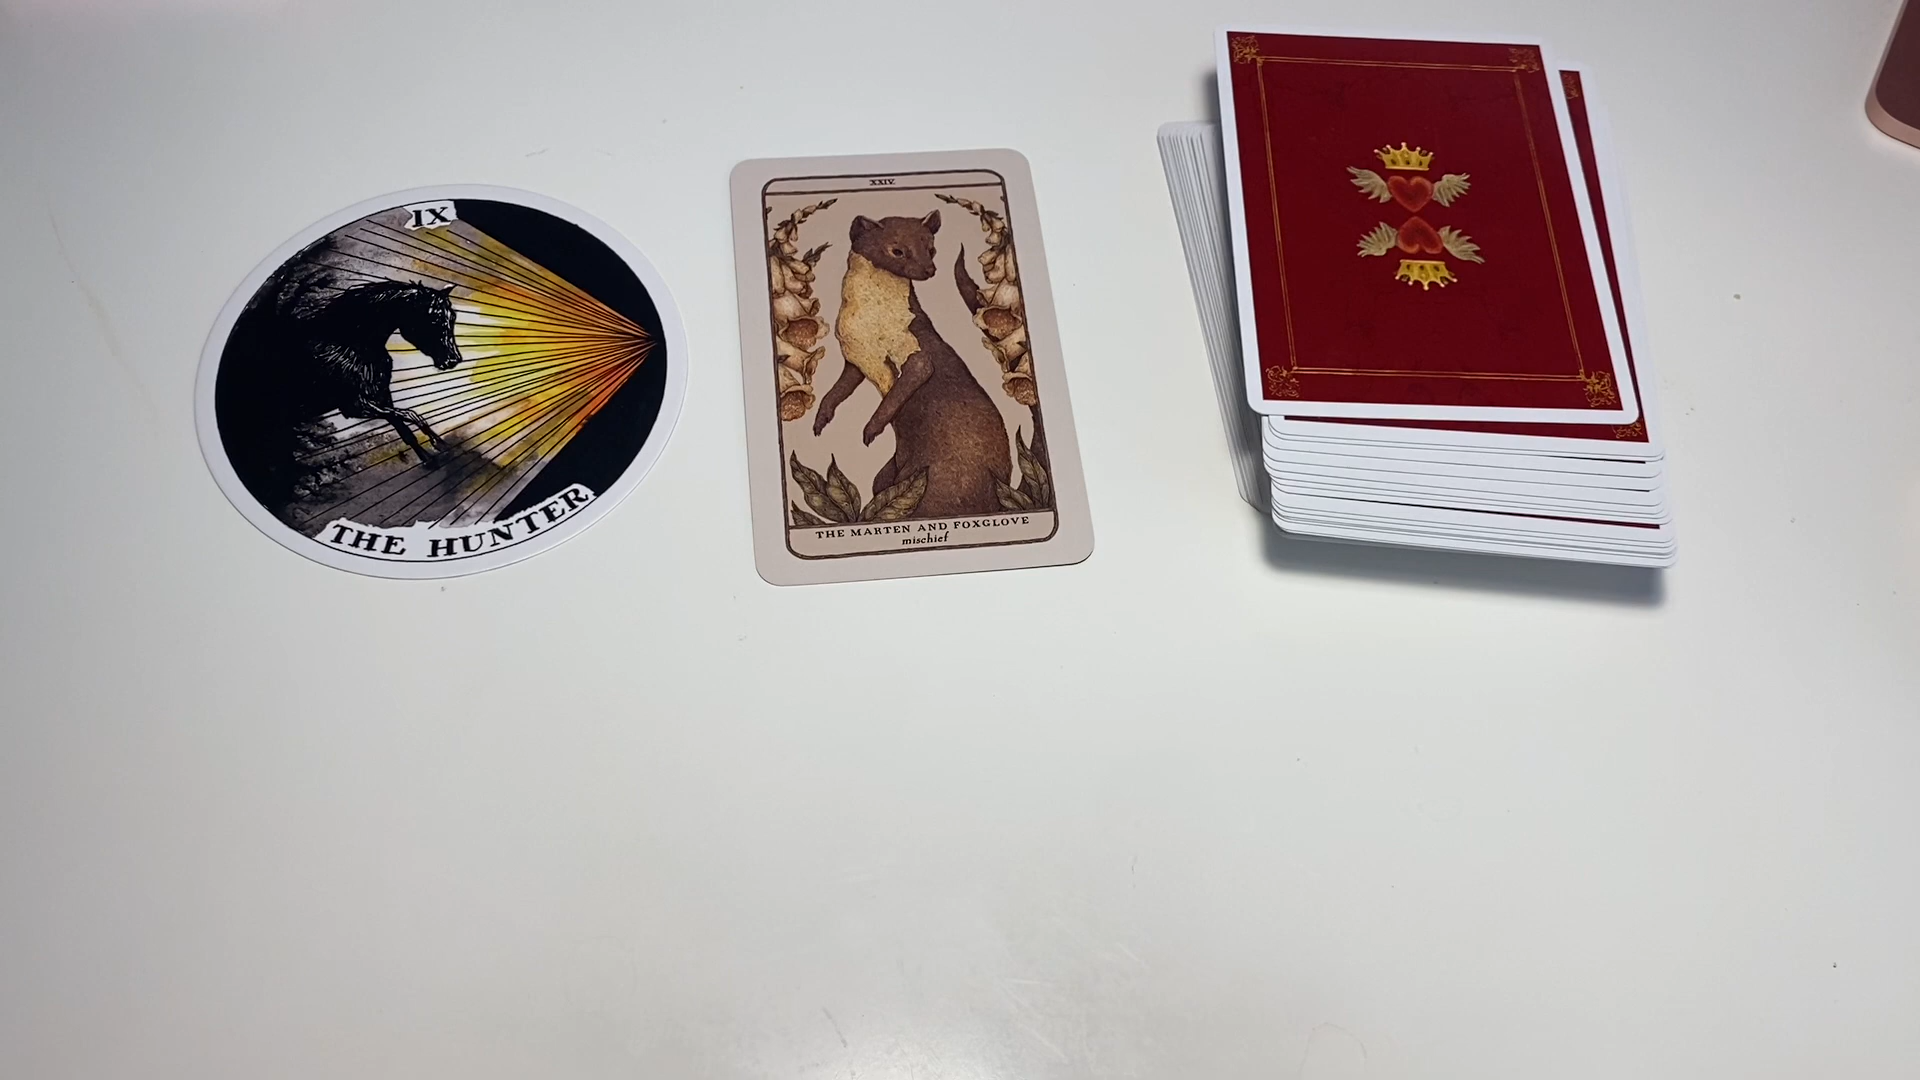 IX
THE HUNTER
XXIV
THE MARTEN AND FOXGLOVE
mischief